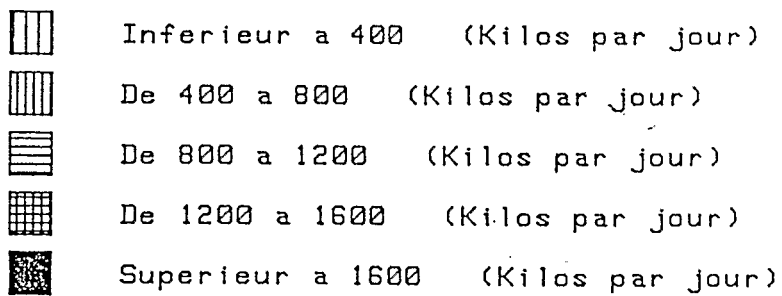 Inferieur a 400 (Kilos par jour)
De 400 a 800 (Kilos par jour)
De 800 a 1200 (Kilos par jour)
De 1200 a 1600 (Kilos par jour)
Superieur a 1600 (Kilos par jour)